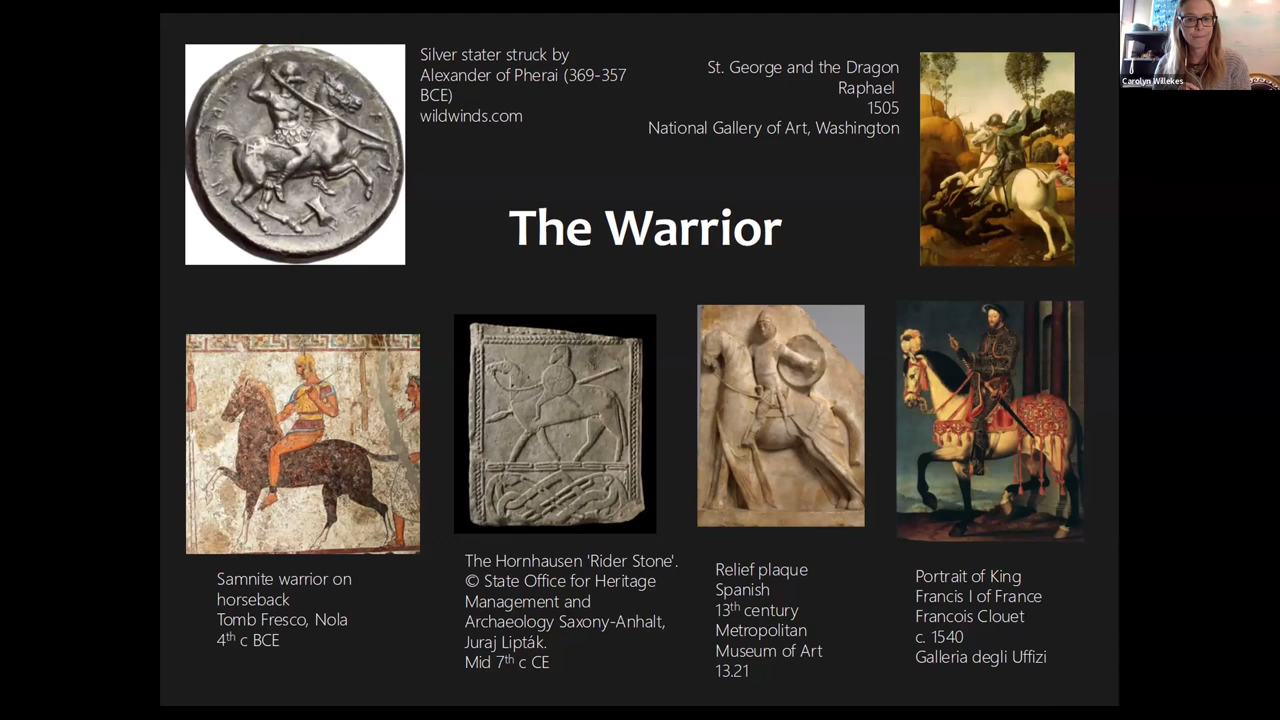 Silver stater struck by
Alexander of Pherai (369-357
BCE)
wildwinds.com
St. George and the Dragon
Raphael
1505
National Gallery of Art, Washington
Carolyn Willekes
The Warrior
Samnite warrior on
horseback
Tomb Fresco, Nola
4th c BCE
The Hornhausen 'Rider Stone'.
© State Office for Heritage
Management and
Archaeology Saxony-Anhalt,
Juraj Lipták.
Mid 7th c CE
Relief plaque
Spanish
13th century
Metropolitan
Museum of Art
13.21
Portrait of King
Francis I of France
Francois Clouet
c. 1540
Galleria degli Uffizi